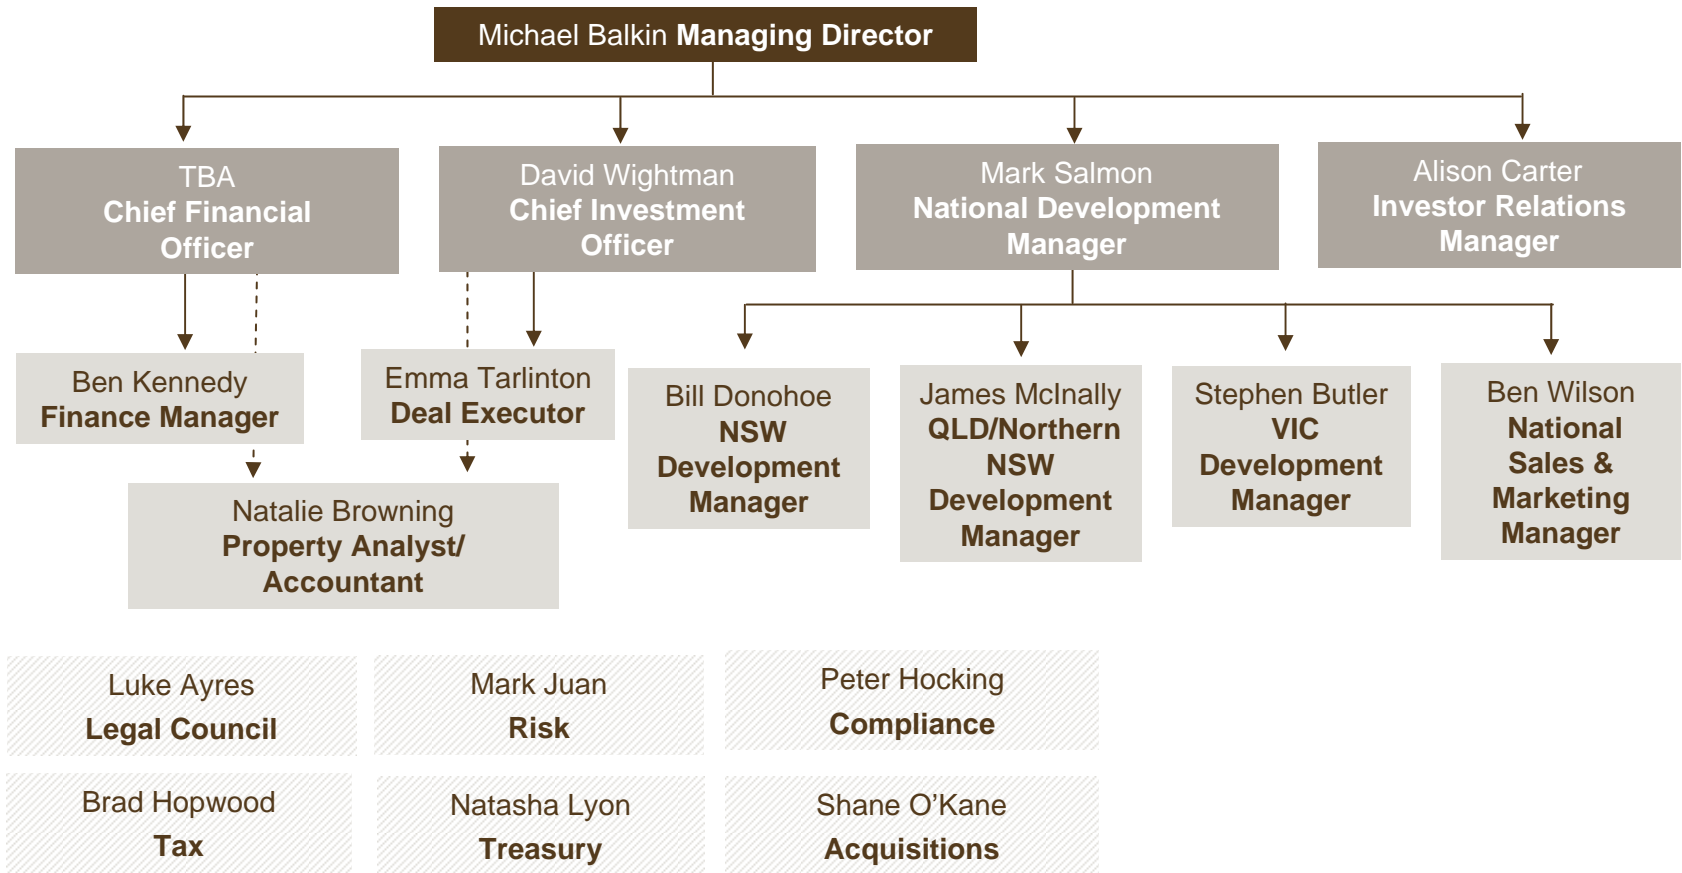 Michael Balkin Managing Director
TBA
Chief Financial
Officer
David Wightman
Chief Investment
Officer
Mark Salmon
National Development
Manager
Alison Carter
Investor Relations
Manager
Ben Kennedy
Finance Manager
Emma Tarlinton
Deal Executor
Natalie Browning
Property Analyst/
Accountant
Bill Donohoe
NSW
Development
Manager
James McInally
QLD/Northern
NSW
Development
Manager
Stephen Butler
VIC
Development
Manager
Ben Wilson
National
Sales &
Marketing
Manager
Luke Ayres
Legal Council
Mark Juan
Risk
Peter Hocking
Compliance
Brad Hopwood
Tax
Natasha Lyon
Treasury
Shane O’Kane
Acquisitions